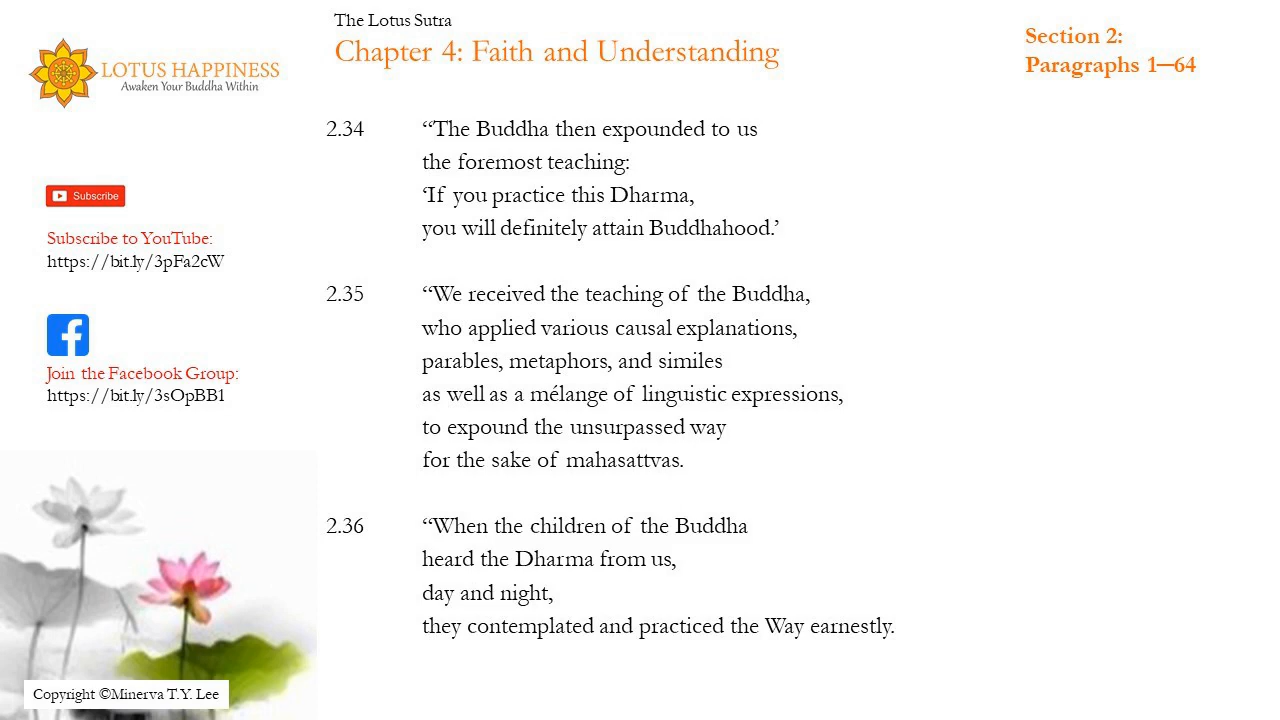 The Lotus Sutra
Chapter 4: Faith and Understanding
Section 2:
Paragraphs 1—64
LOTUS HAPPINESS
Awaken Your Buddha Within
Subscribe
Subscribe to YouTube:
https://bit.ly/3pFa2cW
Join the Facebook Group:
https://bit.ly/3sOpBB1
2.34 “The Buddha then expounded to us
the foremost teaching:
‘If you practice this Dharma,
you will definitely attain Buddhahood.’
2.35 “We received the teaching of the Buddha,
who applied various causal explanations,
parables, metaphors, and similes
as well as a mélange of linguistic expressions,
to expound the unsurpassed way
for the sake of mahasattvas.
2.36 “When the children of the Buddha
heard the Dharma from us,
day and night,
they contemplated and practiced the Way earnestly.
Copyright ©Minerva T.Y. Lee